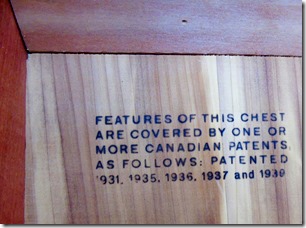 FEATURES OF THIS CHEST
ARE COVERED BY ONE OR
MORE CANADIAN PATENTS,
AS FOLLOWS: PATENTED
1931, 1935, 1936, 1937 and 1939